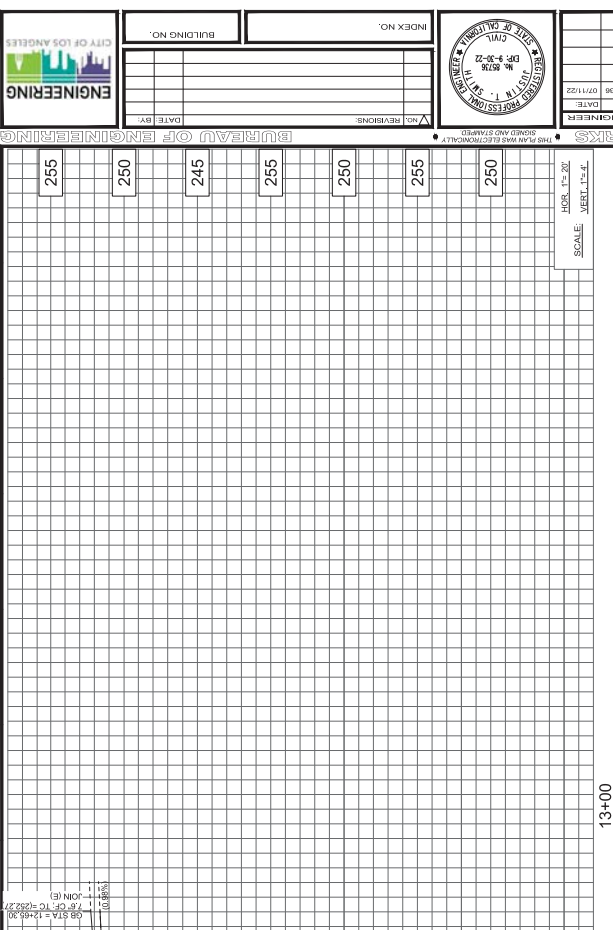 CITY OF LOS ANGELES
ENGINEERING
BUILDING NO.
INDEX NO.
NO. REVISIONS:
DATE:
BY:
REGISTERED PROFESSIONAL ENGINEER
JUSTIN T. SMITH
No. 85736
EXP: 9-30-22
CIVIL
STATE OF CALIFORNIA
THIS PLAN WAS ELECTRONICALLY
SIGNED AND STAMPED
DATE:
07/11/22
BUREAU OF ENGINEERING
255
250
245
255
250
255
250
SCALE:
HOR. 1"= 20'
VERT. 1"= 4'
13+00
GB STA = 12+65.30
7.6" CF; TC =(252.27)
JOIN (E)
(0.98%)